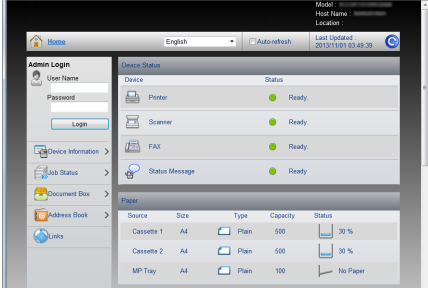 Model :
Host Name :
Location :
Home
English
Auto-refresh
Last Updated :
2013/11/01 03:49:39
Admin Login
User Name
Password
Login
Device Information
Job Status
Document Box
Address Book
Links
Device Status
Device Status
Printer Ready.
Scanner Ready.
FAX Ready.
Status Message Ready
Paper
Source Size Type Capacity Status
Cassette 1 A4 Plain 500 30 %
Cassette 2 A4 Plain 500 30 %
MP Tray A4 Plain 100 No Paper